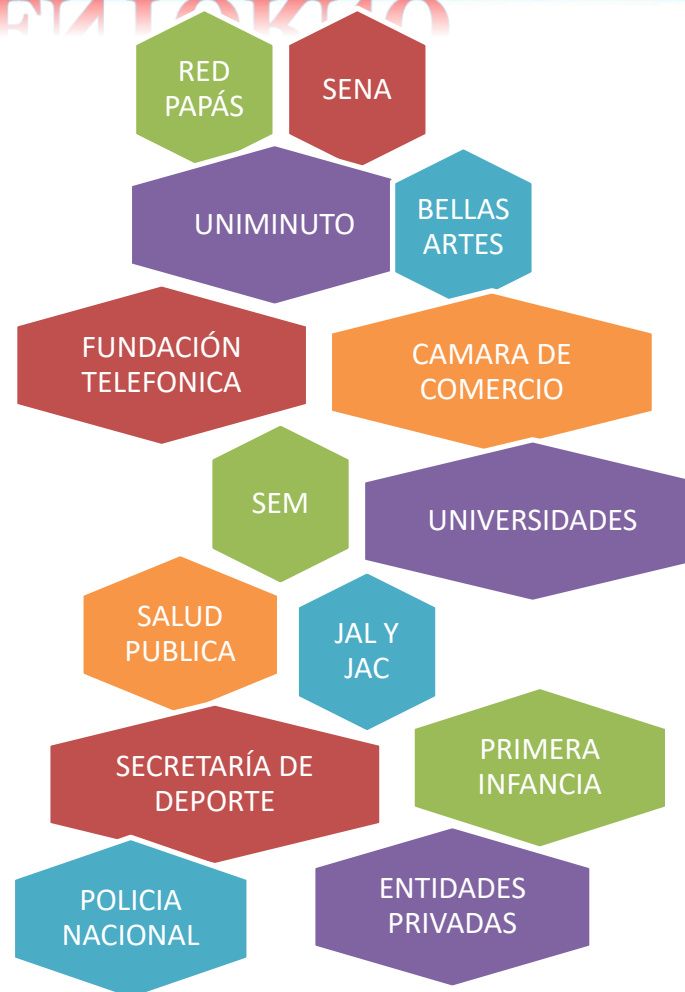 RED
PAPÁS
SENA
UNIMINUTO
BELLAS
ARTES
FUNDACIÓN
TELEFONICA
CAMARA DE
COMERCIO
SEM
UNIVERSIDADES
SALUD
PUBLICA
JAL Y
JAC
SECRETARÍA DE
DEPORTE
PRIMERA
INFANCIA
POLICIA
NACIONAL
ENTIDADES
PRIVADAS